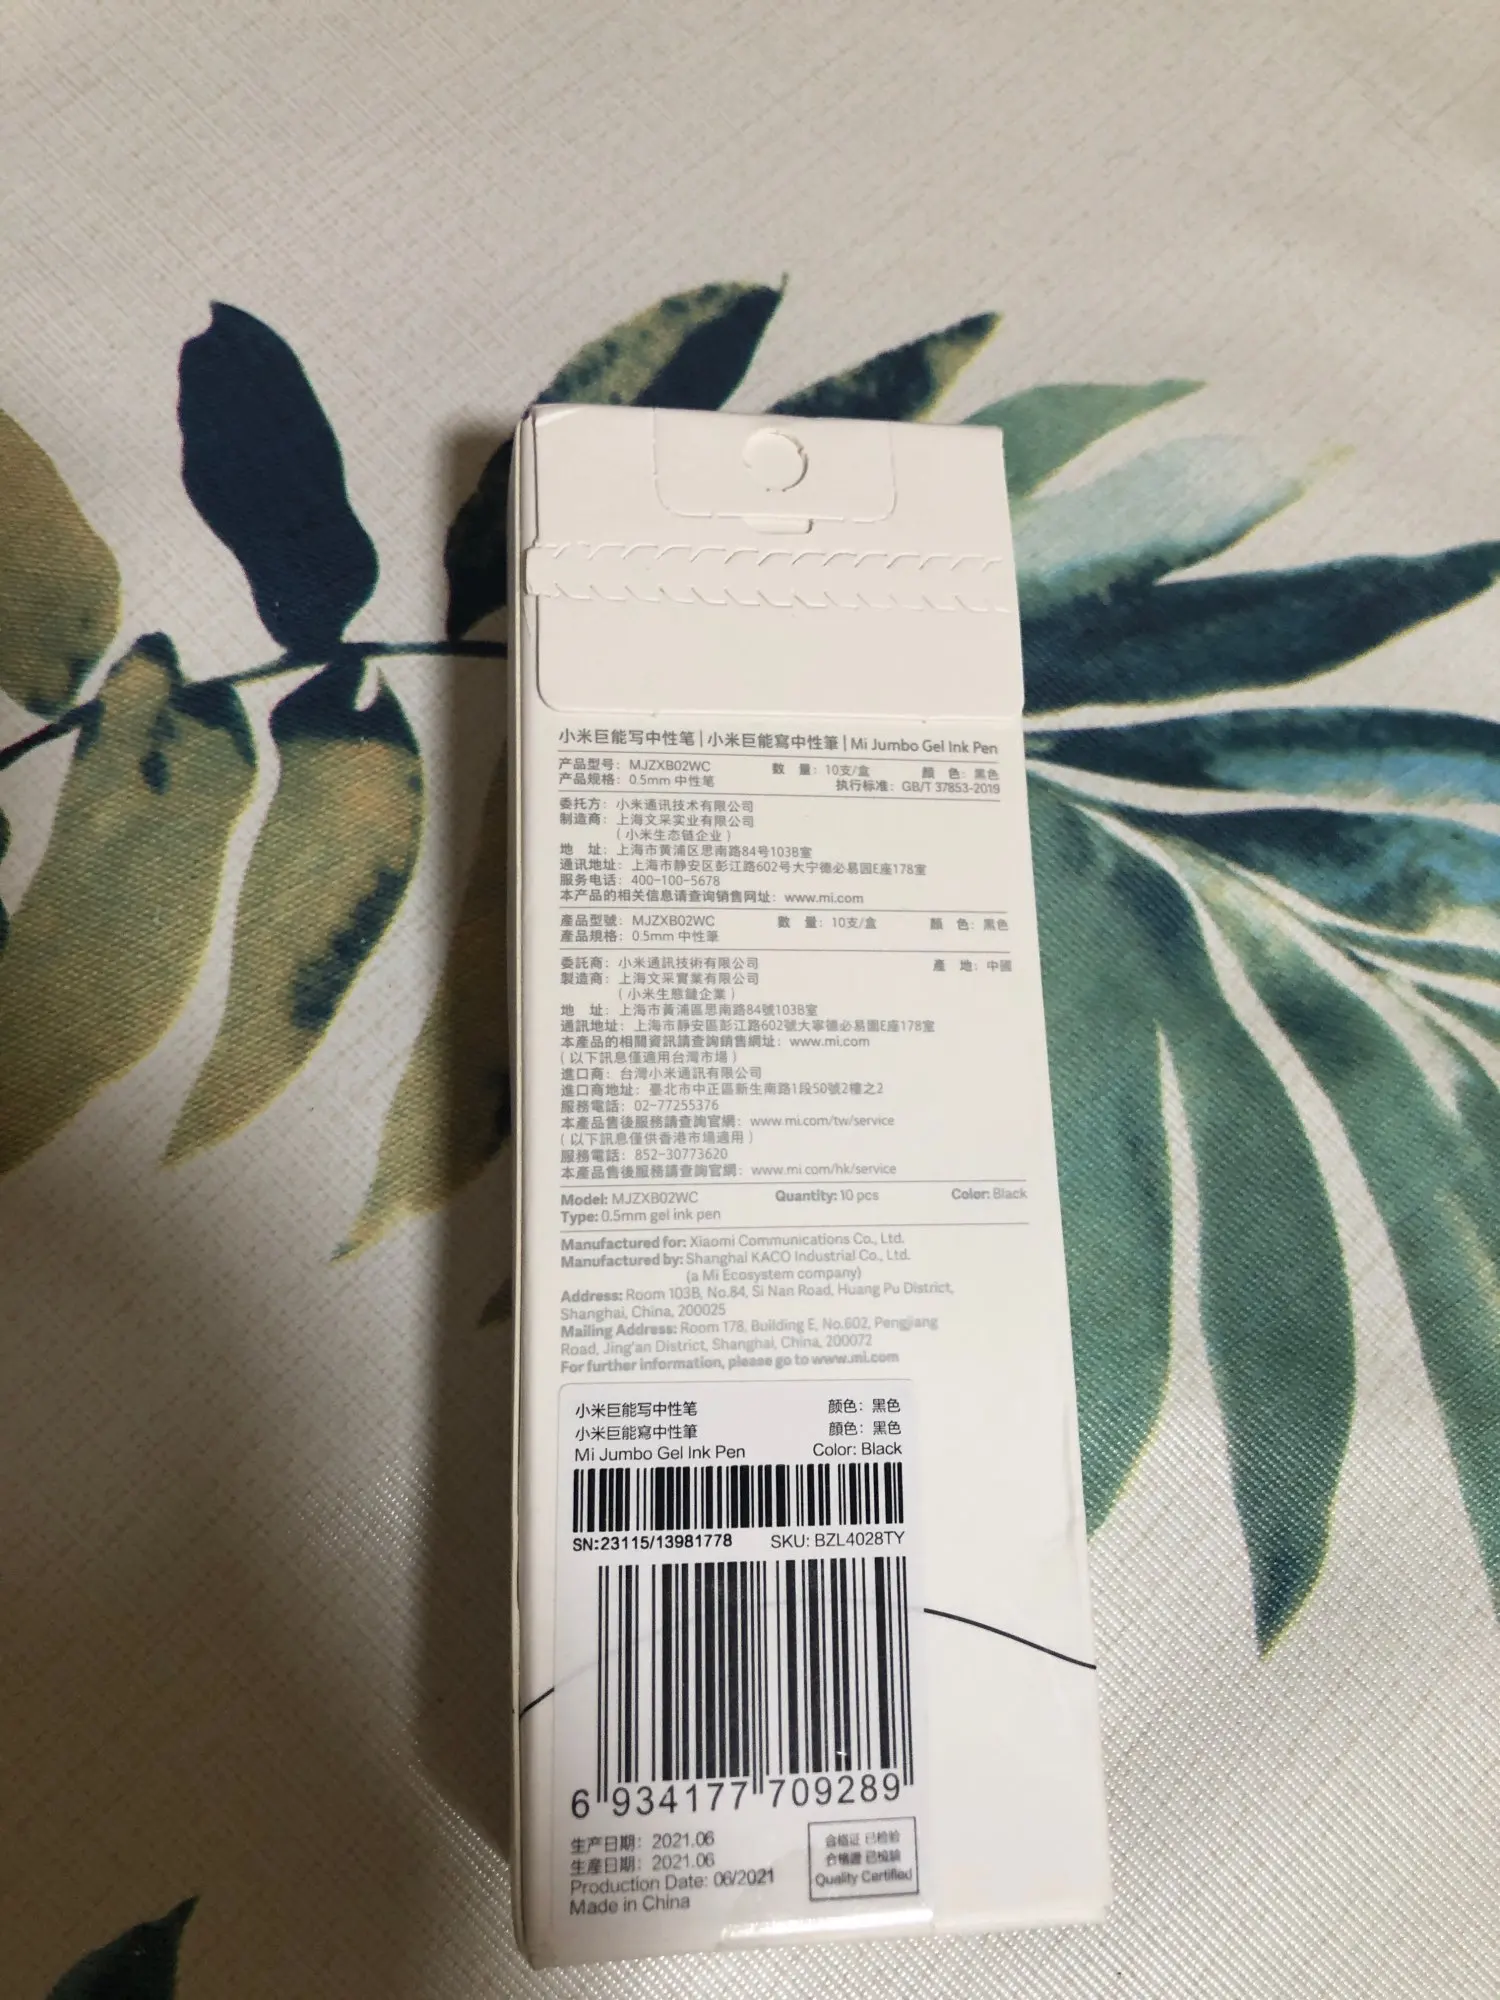 小米巨能写中性笔 | 小米巨能寫中性筆 | Mi Jumbo Gel Ink Pen
产品型号：MJZXB02WC 数 量：10支/盒 颜 色：黑色
产品规格：0.5mm 中性笔 执行标准：GB/T 37853-2019
委托方：小米通讯技术有限公司
制造商：上海文采实业有限公司
（小米生态链企业）
地 址：上海市黄浦区思南路84号103B室
通讯地址：上海市静安区彭江路602号大宁德必易园E座178室
服务电话：400-100-5678
本产品的相关信息请查询销售网址：www.mi.com
產品型號：MJZXB02WC 數 量：10支/盒 顏 色：黑色
產品規格：0.5mm 中性筆
委託商：小米通訊技術有限公司 產 地：中國
製造商：上海文采實業有限公司
（小米生態鏈企業）
地 址：上海市黃浦區思南路84號103B室
通訊地址：上海市靜安區彭江路602號大寧德必易園E座178室
本產品的相關資訊請查詢銷售網址：www.mi.com
（以下訊息僅適用台灣市場）
進口商：台灣小米通訊有限公司
進口商地址：臺北市中正區新生南路1段50號2樓之2
服務電話：02-77255376
本產品售後服務請查詢官網：www.mi.com/tw/service
（以下訊息僅供香港市場適用）
服務電話：852-30773620
本產品售後服務請查詢官網：www.mi.com/hk/service
Model: MJZXB02WC Quantity: 10 pcs Color: Black
Type: 0.5mm gel ink pen
Manufactured for: Xiaomi Communications Co., Ltd.
Manufactured by: Shanghai KACO Industrial Co., Ltd.
(a Mi Ecosystem company)
Address: Room 103B, No.84, Si Nan Road, Huang Pu District,
Shanghai, China, 200025
Mailing Address: Room 178, Building E, No.602, Pengjiang
Road, Jing'an District, Shanghai, China, 200072
For further information, please go to www.mi.com
小米巨能写中性笔 颜色：黑色
小米巨能寫中性筆 顏色：黑色
Mi Jumbo Gel Ink Pen Color: Black
SN:23115/13981778 SKU: BZL4028TY
6 934177 709289
生产日期：2021.06
生產日期：2021.06
Production Date: 06/2021
Made in China
合格证 已检验
合格證 已檢驗
Quality Certified